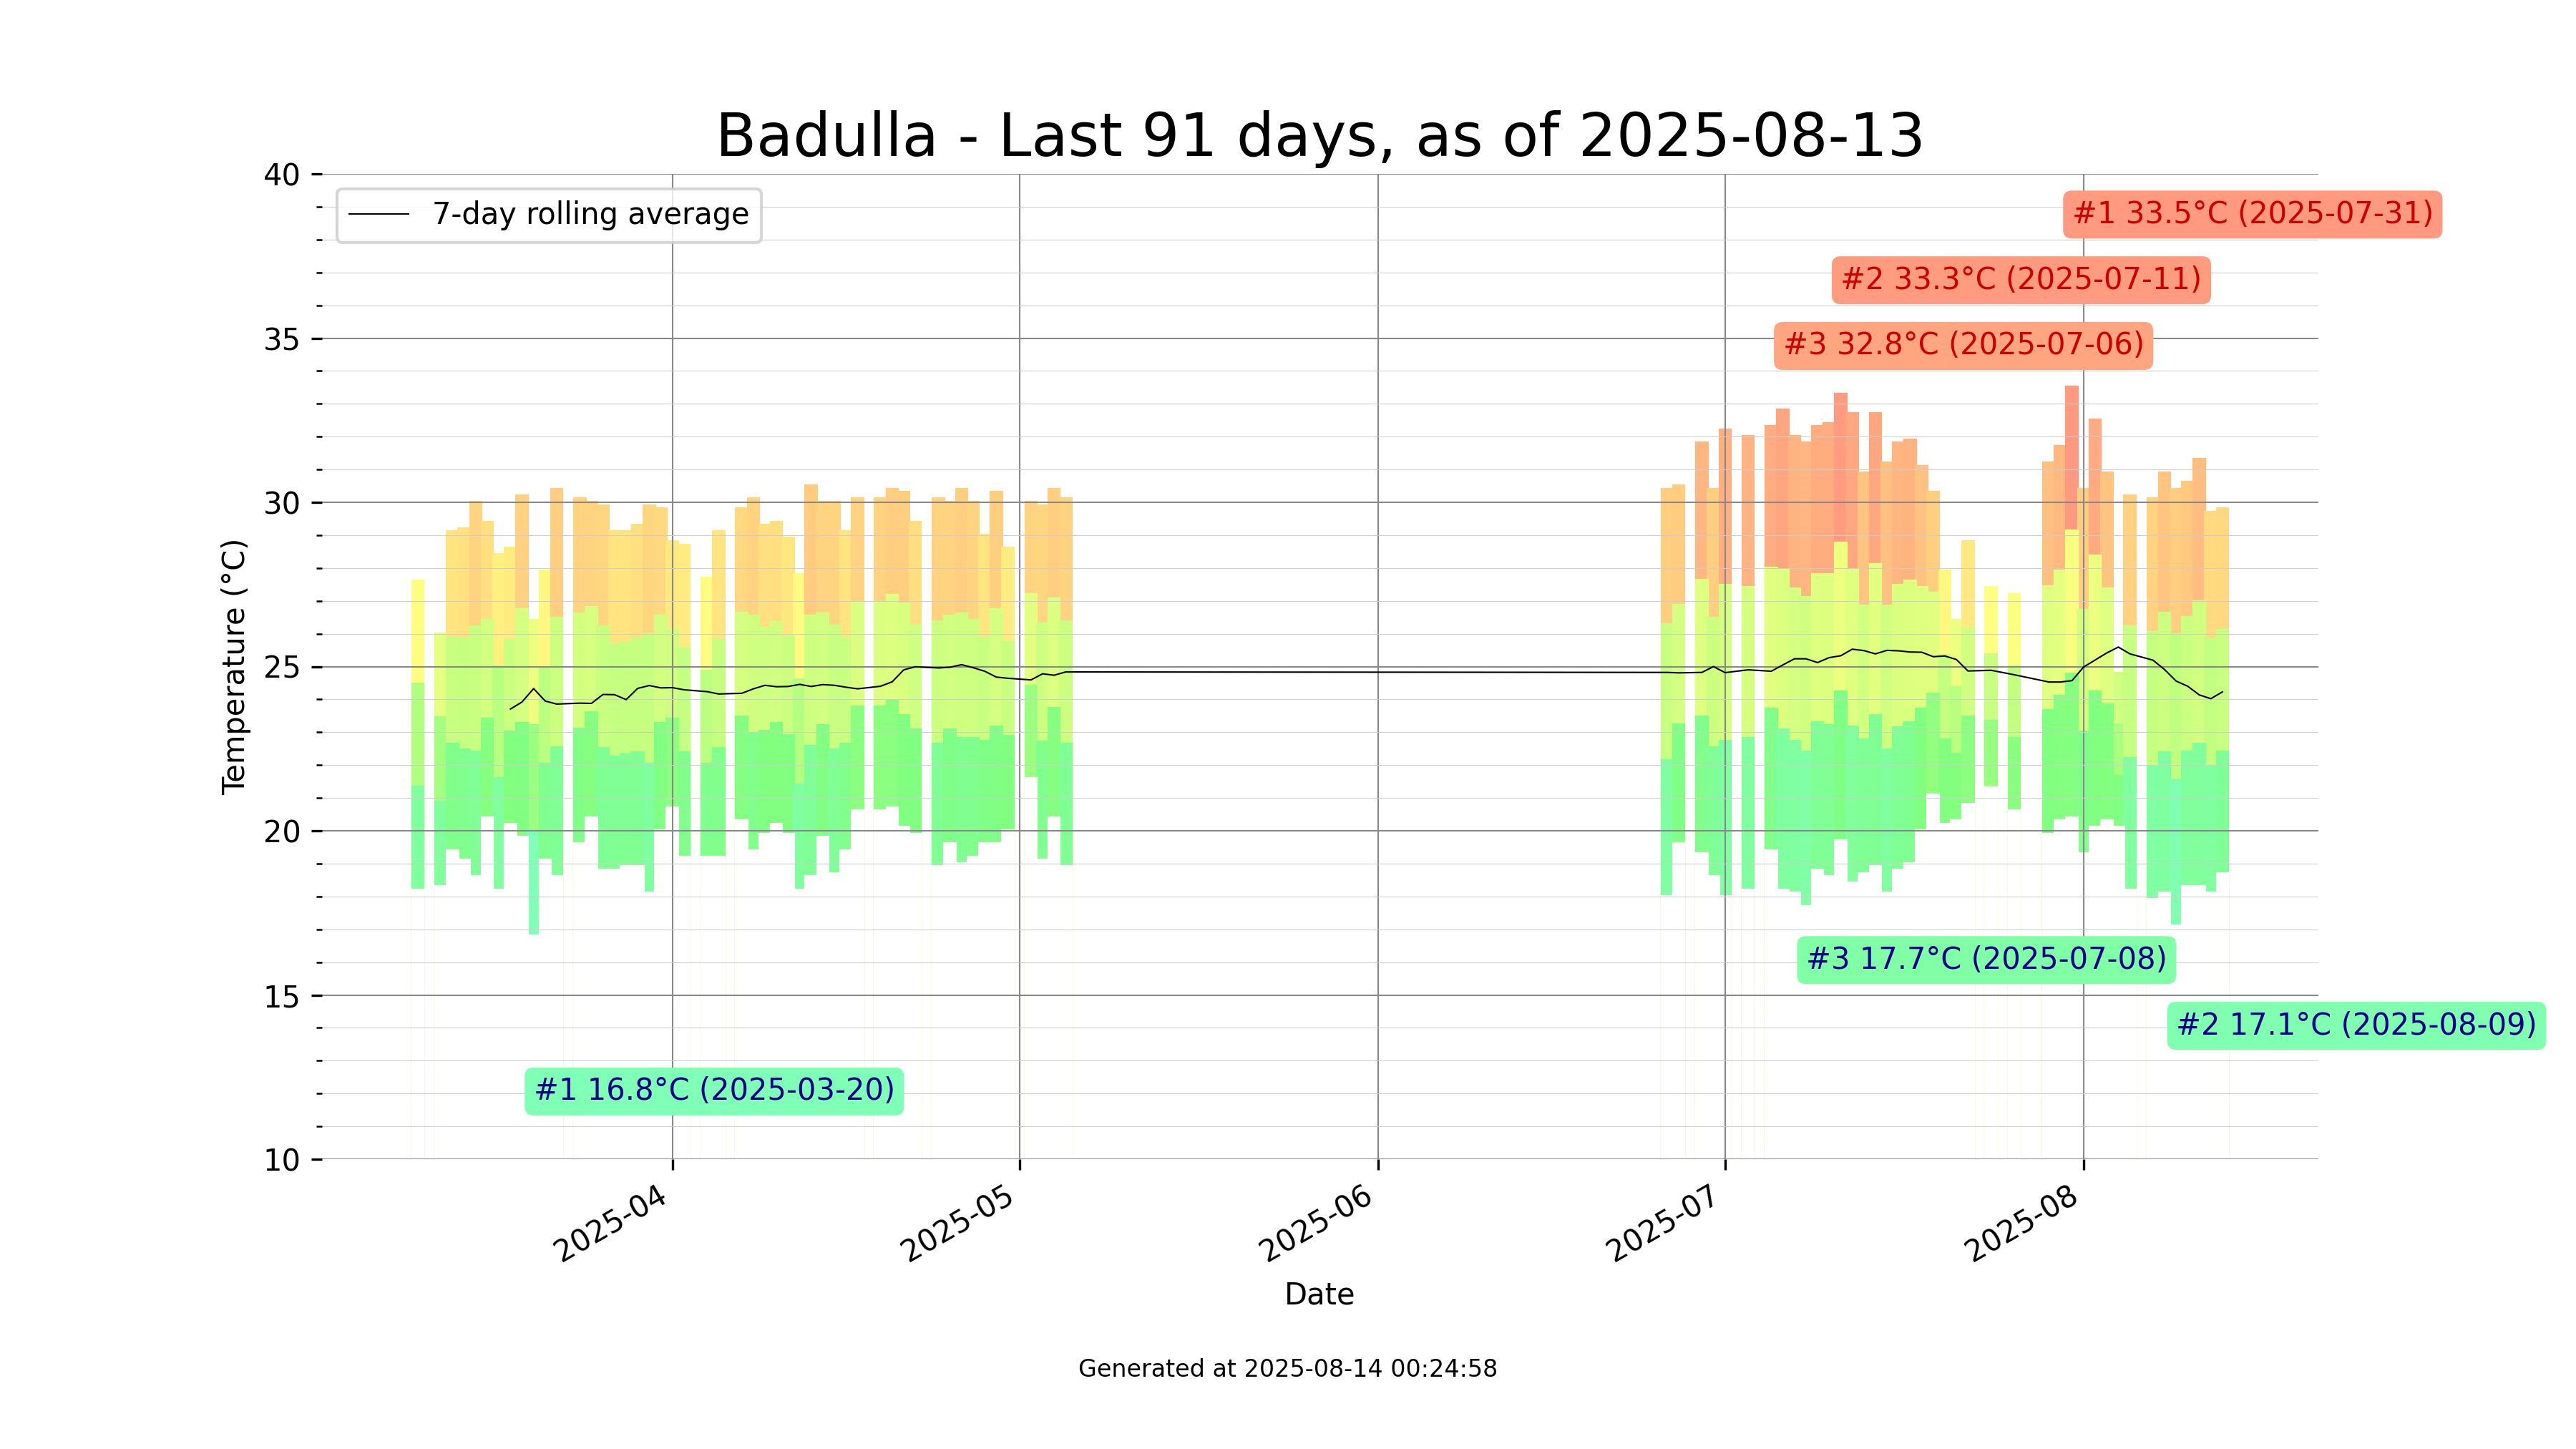 Badulla - Last 91 days, as of 2025-08-13
40
7-day rolling average
#1 33.5°C (2025-07-31)
#2 33.3°C (2025-07-11)
35
#3 32.8°C (2025-07-06)
30
Temperature (°C)
25
20
#3 17.7°C (2025-07-08)
15
#2 17.1°C (2025-08-09)
#1 16.8°C (2025-03-20)
10
2025-04
2025-05
2025-06
2025-07
2025-08
Date
Generated at 2025-08-14 00:24:58